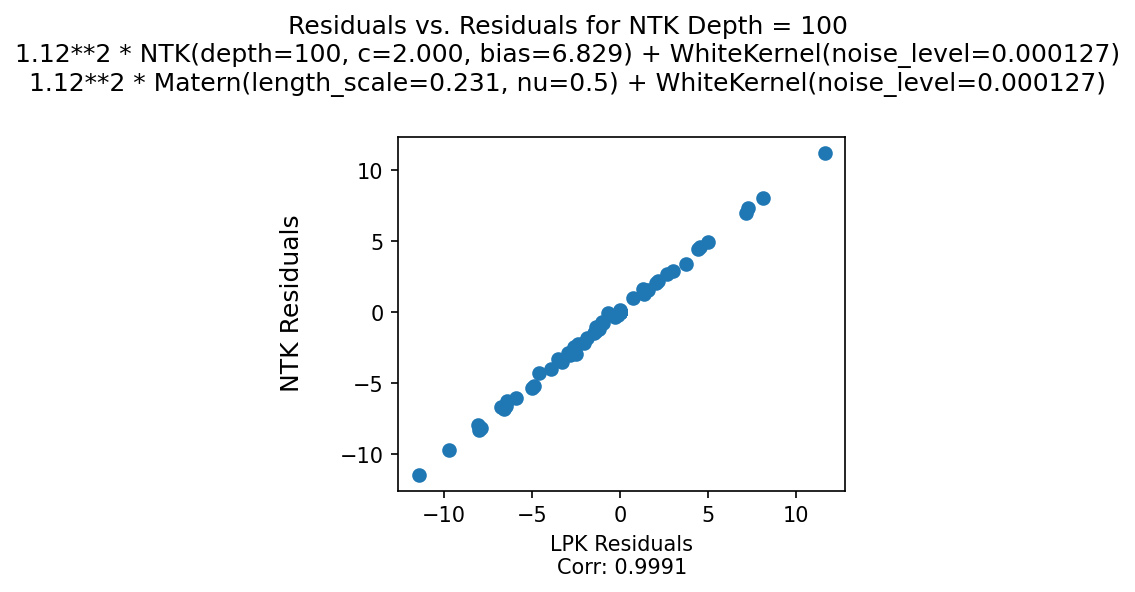 Residuals vs. Residuals for NTK Depth = 100
1.12**2 * NTK(depth=100, c=2.000, bias=6.829) + WhiteKernel(noise_level=0.000127)
1.12**2 * Matern(length_scale=0.231, nu=0.5) + WhiteKernel(noise_level=0.000127)
NTK Residuals
10
5
0
−5
−10
−10 −5 0 5 10
LPK Residuals
Corr: 0.9991